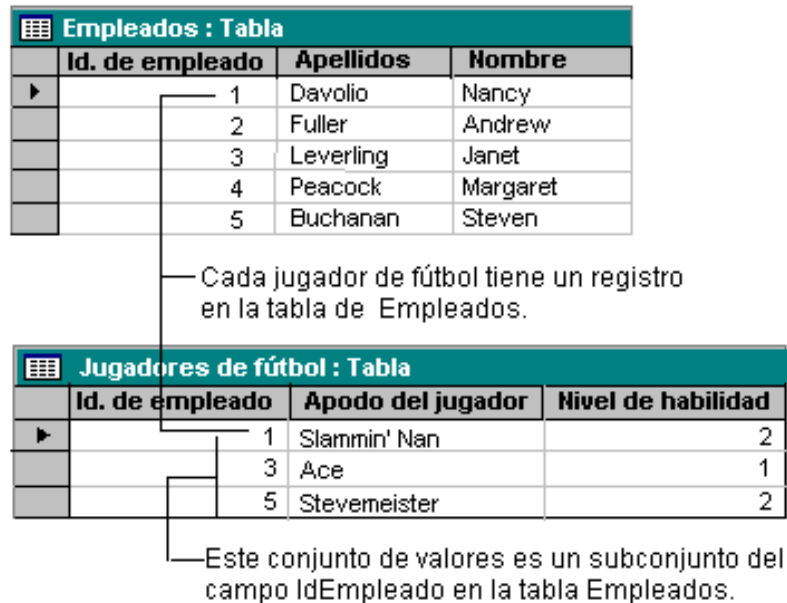 Empleados : Tabla
Id. de empleado Apellidos Nombre
1 Davolio Nancy
2 Fuller Andrew
3 Leverling Janet
4 Peacock Margaret
5 Buchanan Steven
Cada jugador de fútbol tiene un registro
en la tabla de Empleados.
Jugadores de fútbol : Tabla
Id. de empleado Apodo del jugador Nivel de habilidad
1 Slammin' Nan 2
3 Ace 1
5 Stevemeister 2
Este conjunto de valores es un subconjunto del
campo IdEmpleado en la tabla Empleados.